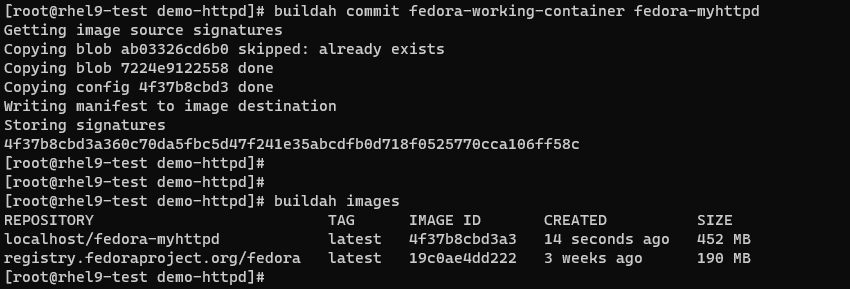 [root@rhel9-test demo-httpd]# buildah commit fedora-working-container fedora-myhttpd
Getting image source signatures
Copying blob ab03326cd6b0 skipped: already exists
Copying blob 7224e9122558 done
Copying config 4f37b8cbd3 done
Writing manifest to image destination
Storing signatures
4f37b8cbd3a360c70da5fbc5d47f241e35abcdfb0d718f0525770cca106ff58c
[root@rhel9-test demo-httpd]#
[root@rhel9-test demo-httpd]#
[root@rhel9-test demo-httpd]# buildah images
REPOSITORY                          TAG      IMAGE ID       CREATED          SIZE
localhost/fedora-myhttpd            latest   4f37b8cbd3a3   14 seconds ago   452 MB
registry.fedoraproject.org/fedora   latest   19c0ae4dd222   3 weeks ago      190 MB
[root@rhel9-test demo-httpd]#